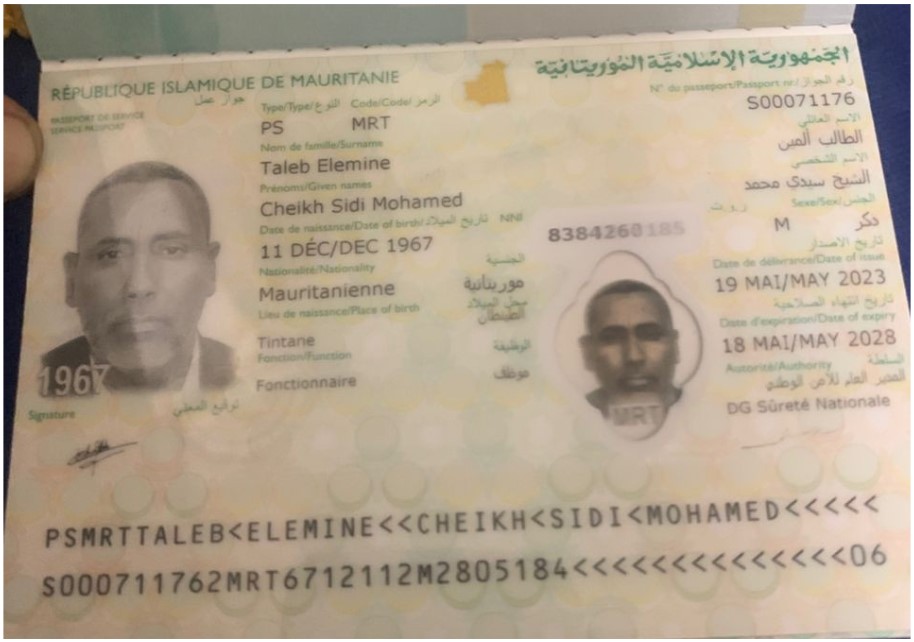 RÉPUBLIQUE ISLAMIQUE DE MAURITANIE
الجمهورية الإسلامية الموريتانية
جواز عمل
PASSEPORT DE SERVICE
SERVICE PASSPORT
Type/Type/النوع Code/Code/الرمز
PS MRT
رقم الجواز/N° du passeport/Passport nr
S00071176
Nom de famille/Surname
Taleb Elemine
الاسم العائلي
الطالب ألمين
Prénoms/Given names
Cheikh Sidi Mohamed
الاسم الشخصي
الشيخ سيدي محمد
Date de naissance/Date of birth/تاريخ الميلاد NNI
11 DÉC/DEC 1967
8384260185
Sexe/Sex/الجنس
M ذكر
Nationalité/Nationality الجنسية
Mauritanienne موريتانية
تاريخ الاصدار
Date de délivrance/Date of issue
19 MAI/MAY 2023
Lieu de naissance/Place of birth محل الميلاد
Tintane الطينطان
تاريخ انتهاء الصلاحية
Date d'expiration/Date of expiry
18 MAI/MAY 2028
Fonction/Function الوظيفة
Fonctionnaire موظف
Autorité/Authority السلطة
المدير العام للأمن الوطني
DG Sûreté Nationale
1967
MRT
Signature توقيع المعني
PSMRTTALEB<ELEMINE<<CHEIKH<SIDI<MOHAMED<<<<<
S000711762MRT6712112M2805184<<<<<<<<<<<<<<06